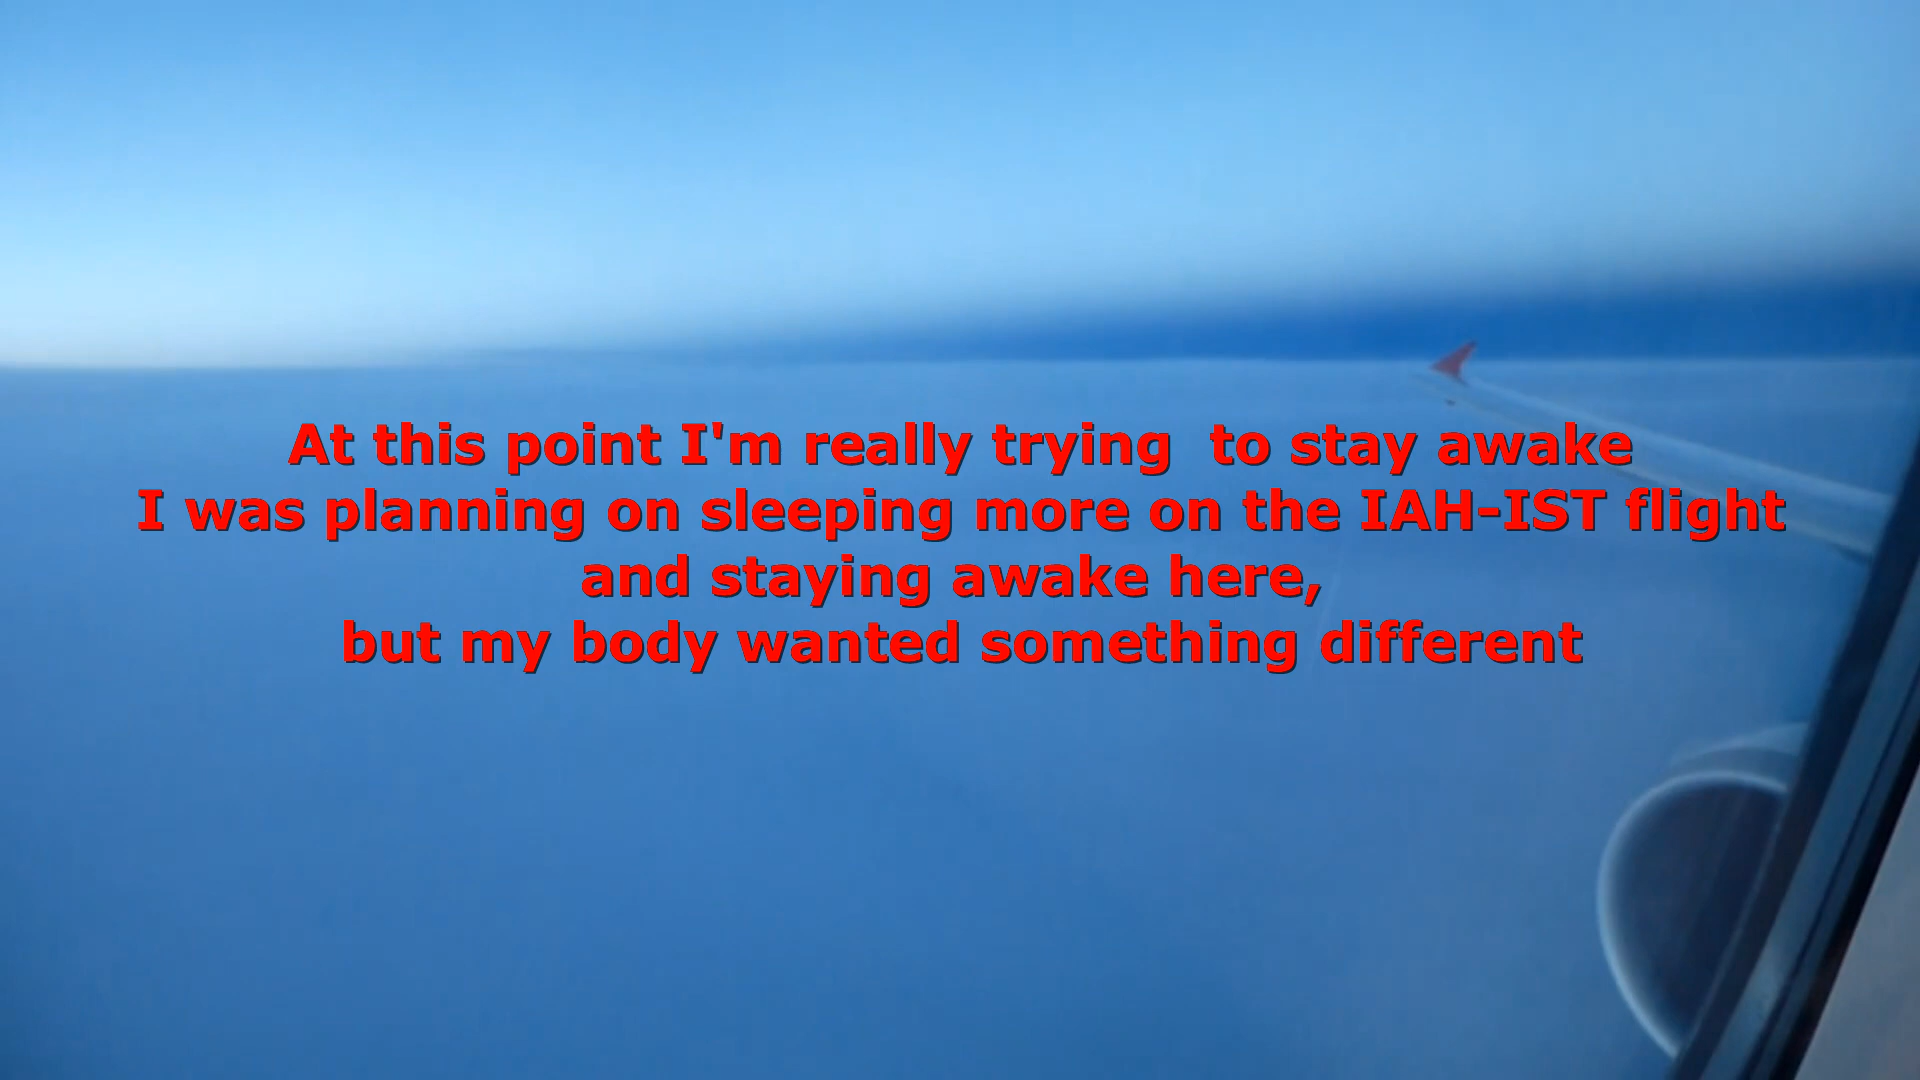 At this point I'm really trying  to stay awake
I was planning on sleeping more on the IAH-IST flight
and staying awake here,
but my body wanted something different